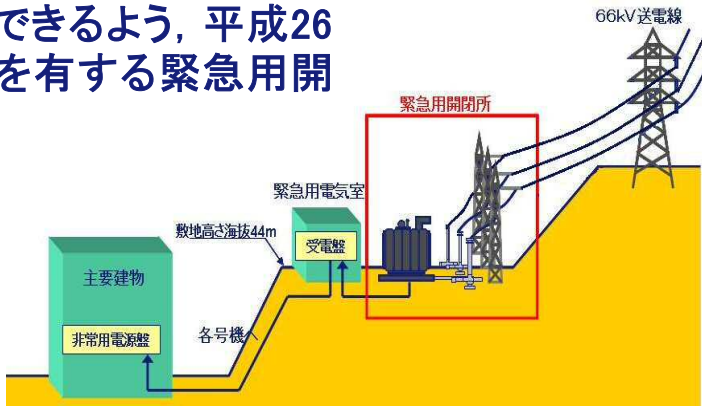 できるよう，平成26
を有する緊急用開
66kV送電線
緊急用開閉所
緊急用電気室
敷地高さ海抜44m
受電盤
主要建物
非常用電源盤
各号機